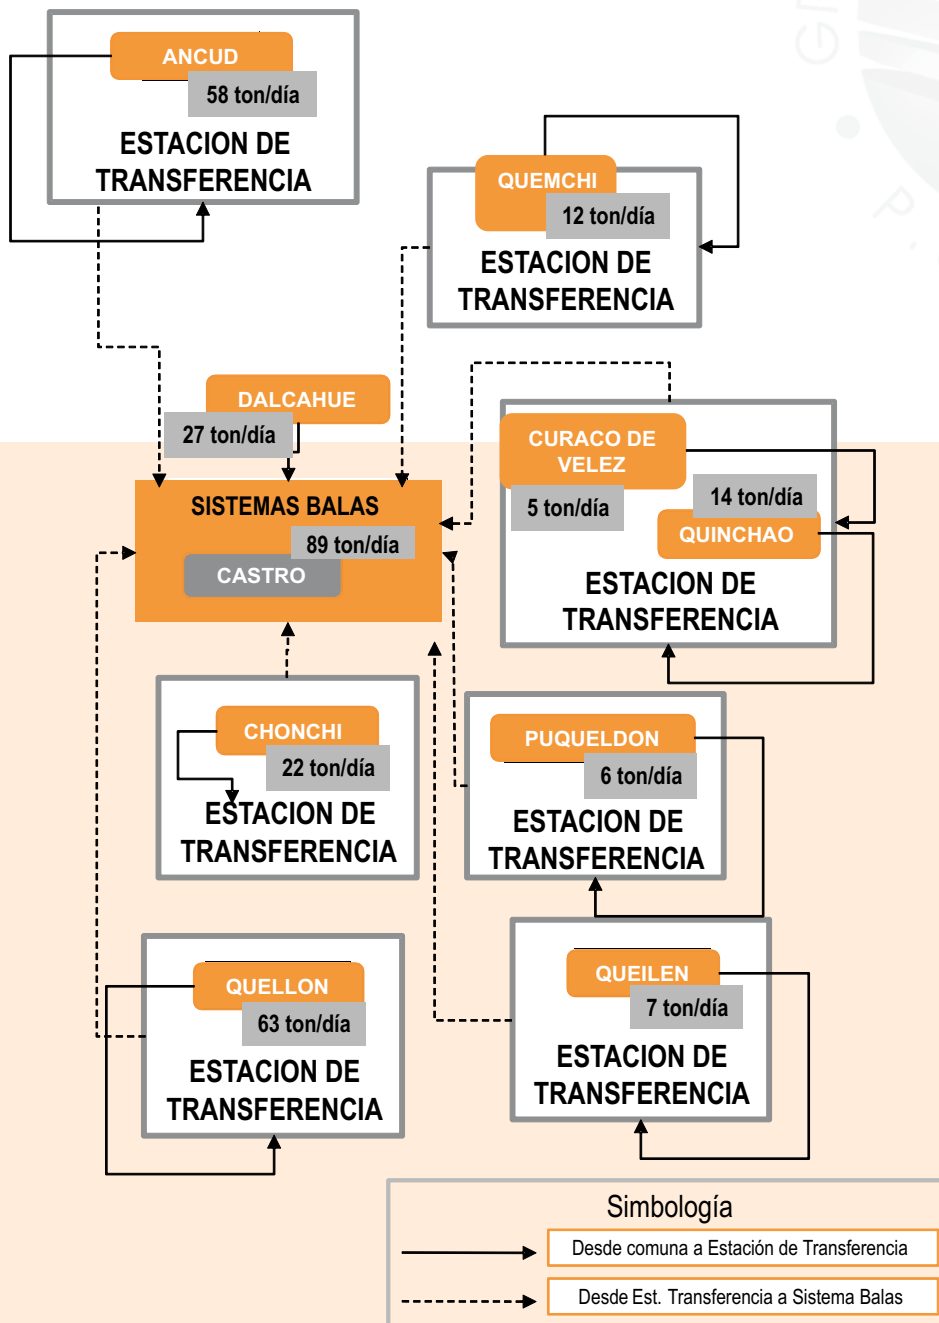 ANCUD
58 ton/día
ESTACION DE
TRANSFERENCIA
QUEMCHI
12 ton/día
ESTACION DE
TRANSFERENCIA
DALCAHUE
27 ton/día
CURACO DE
VELEZ
5 ton/día
14 ton/día
QUINCHAO
ESTACION DE
TRANSFERENCIA
SISTEMAS BALAS
89 ton/día
CASTRO
CHONCHI
22 ton/día
ESTACION DE
TRANSFERENCIA
PUQUELDON
6 ton/día
ESTACION DE
TRANSFERENCIA
QUELLON
63 ton/día
ESTACION DE
TRANSFERENCIA
QUEILEN
7 ton/día
ESTACION DE
TRANSFERENCIA
Simbología
Desde comuna a Estación de Transferencia
Desde Est. Transferencia a Sistema Balas